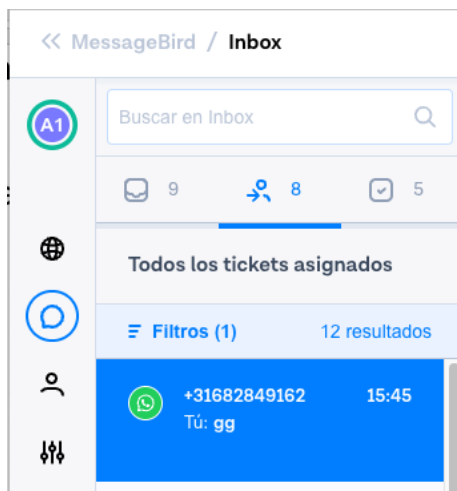 MessageBird / Inbox
A1
Buscar en Inbox
9 8 5
Todos los tickets asignados
Filtros (1) 12 resultados
+31682849162 15:45
Tú: gg